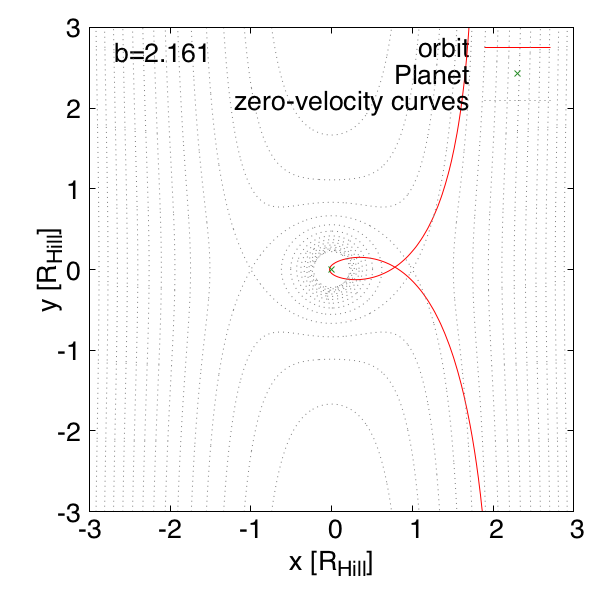 b=2.161
orbit
Planet
zero-velocity curves
3
2
1
0
-1
-2
-3
y [R_Hill]
-3
-2
-1
0
1
2
3
x [R_Hill]